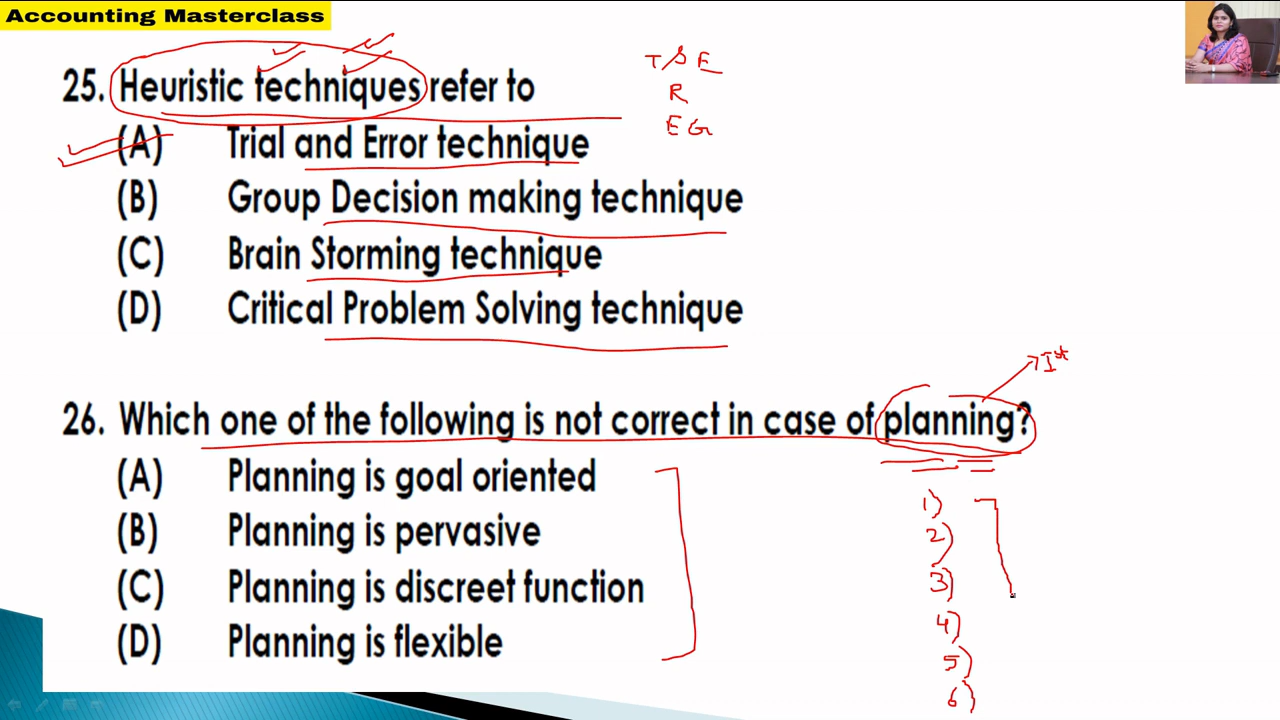 Accounting Masterclass
25. Heuristic techniques refer to
T S E
R
E G
(A) Trial and Error technique
(B) Group Decision making technique
(C) Brain Storming technique
(D) Critical Problem Solving technique
Ist
26. Which one of the following is not correct in case of planning?
(A) Planning is goal oriented
(B) Planning is pervasive
(C) Planning is discreet function
(D) Planning is flexible
1)
2)
3)
4)
5)
6)